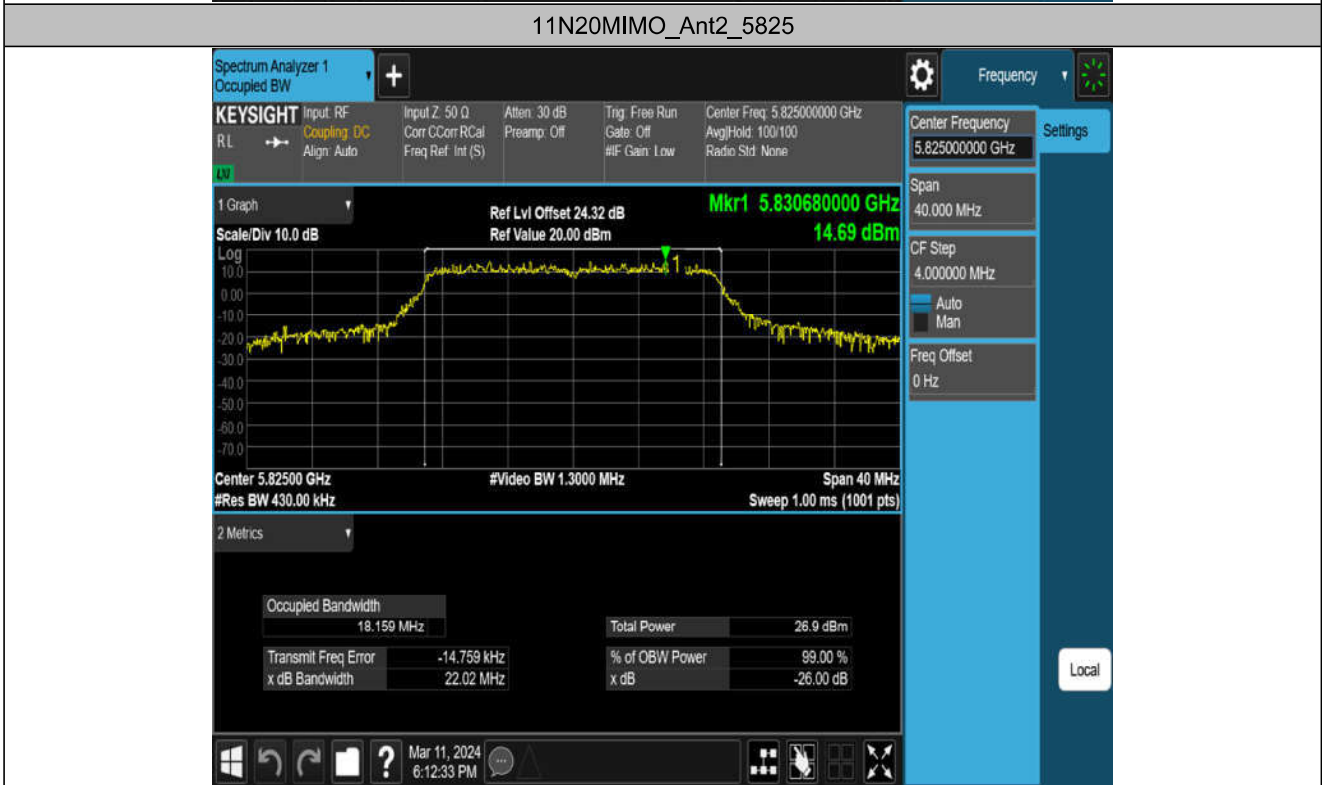 11N20MIMO_Ant2_5825
Spectrum Analyzer 1
Occupied BW
+
Frequency
KEYSIGHT
R L
LXI
Input: RF
Coupling: DC
Align: Auto
Input Z: 50 Ω
Corr CCorr RCal
Freq Ref: Int (S)
Atten: 30 dB
Preamp: Off
Trig: Free Run
Gate: Off
#IF Gain: Low
Center Freq: 5.825000000 GHz
Avg|Hold: 100/100
Radio Std: None
Center Frequency
5.825000000 GHz
Settings
Span
40.000 MHz
CF Step
4.000000 MHz
Auto
Man
Freq Offset
0 Hz
Local
1 Graph
Scale/Div 10.0 dB
Ref Lvl Offset 24.32 dB
Ref Value 20.00 dBm
Mkr1 5.830680000 GHz
14.69 dBm
Log
10.0
0.00
-10.0
-20.0
-30.0
-40.0
-50.0
-60.0
-70.0
1
Center 5.82500 GHz
#Res BW 430.00 kHz
#Video BW 1.3000 MHz
Span 40 MHz
Sweep 1.00 ms (1001 pts)
2 Metrics
Occupied Bandwidth
18.159 MHz
Total Power 26.9 dBm
Transmit Freq Error -14.759 kHz
% of OBW Power 99.00 %
x dB Bandwidth 22.02 MHz
x dB -26.00 dB
?
Mar 11, 2024
6:12:33 PM